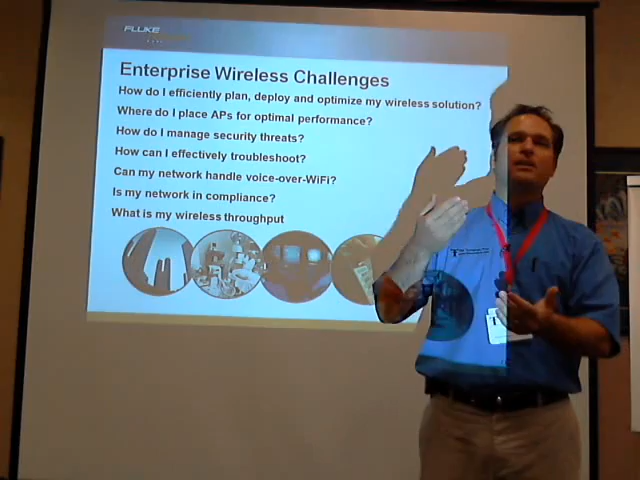 FLUKE
Enterprise Wireless Challenges
How do I efficiently plan, deploy and optimize my wireless solution?
Where do I place APs for optimal performance?
How do I manage security threats?
How can I effectively troubleshoot?
Can my network handle voice-over-WiFi?
Is my network in compliance?
What is my wireless throughput